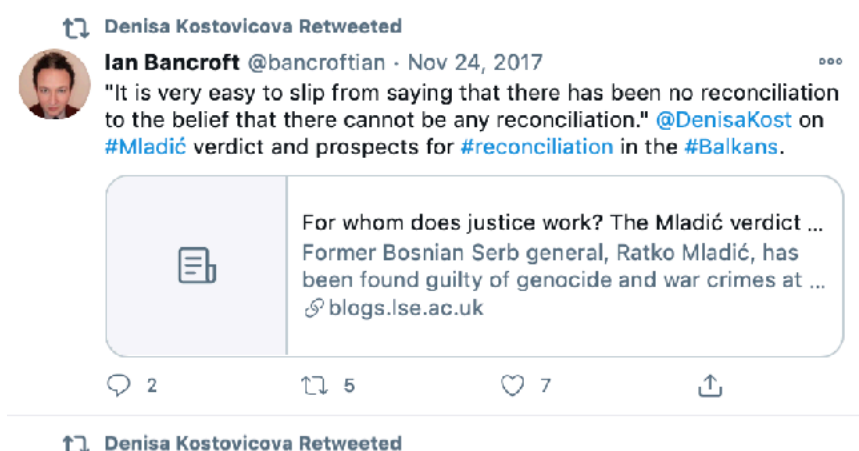 Denisa Kostovicova Retweeted
Ian Bancroft @bancroftian · Nov 24, 2017
"It is very easy to slip from saying that there has been no reconciliation
to the belief that there cannot be any reconciliation." @DenisaKost on
#Mladić verdict and prospects for #reconciliation in the #Balkans.
For whom does justice work? The Mladić verdict ...
Former Bosnian Serb general, Ratko Mladić, has
been found guilty of genocide and war crimes at ...
blogs.lse.ac.uk
2 5 7
Denisa Kostovicova Retweeted